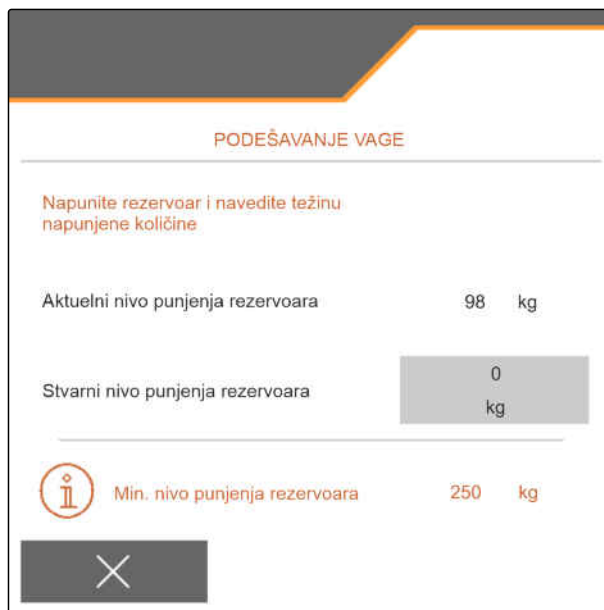 PODEŠAVANJE VAGE
Napunite rezervoar i navedite težinu
napunjene količine
Aktuelni nivo punjenja rezervoara 98 kg
Stvarni nivo punjenja rezervoara 0 kg
Min. nivo punjenja rezervoara 250 kg